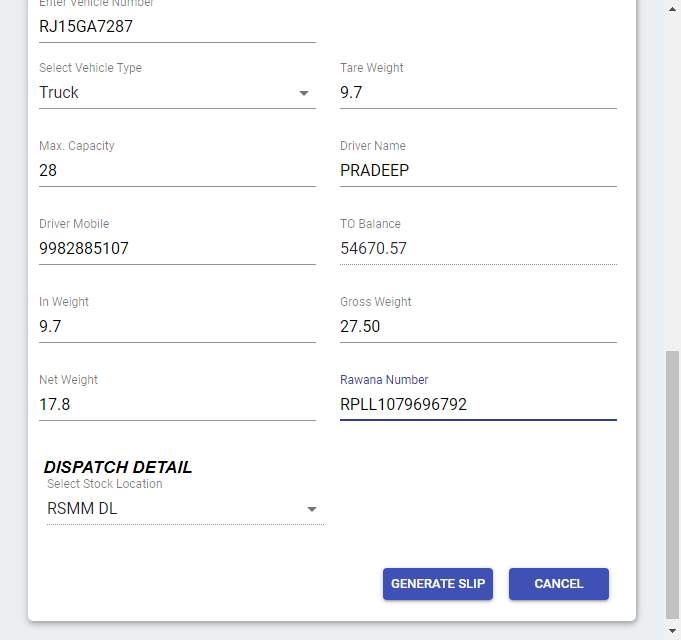 Enter Vehicle Number
RJ15GA7287
Select Vehicle Type
Truck
Tare Weight
9.7
Max. Capacity
28
Driver Name
PRADEEP
Driver Mobile
9982885107
TO Balance
54670.57
In Weight
9.7
Gross Weight
27.50
Net Weight
17.8
Rawana Number
RPLL1079696792
DISPATCH DETAIL
Select Stock Location
RSMM DL
GENERATE SLIP
CANCEL